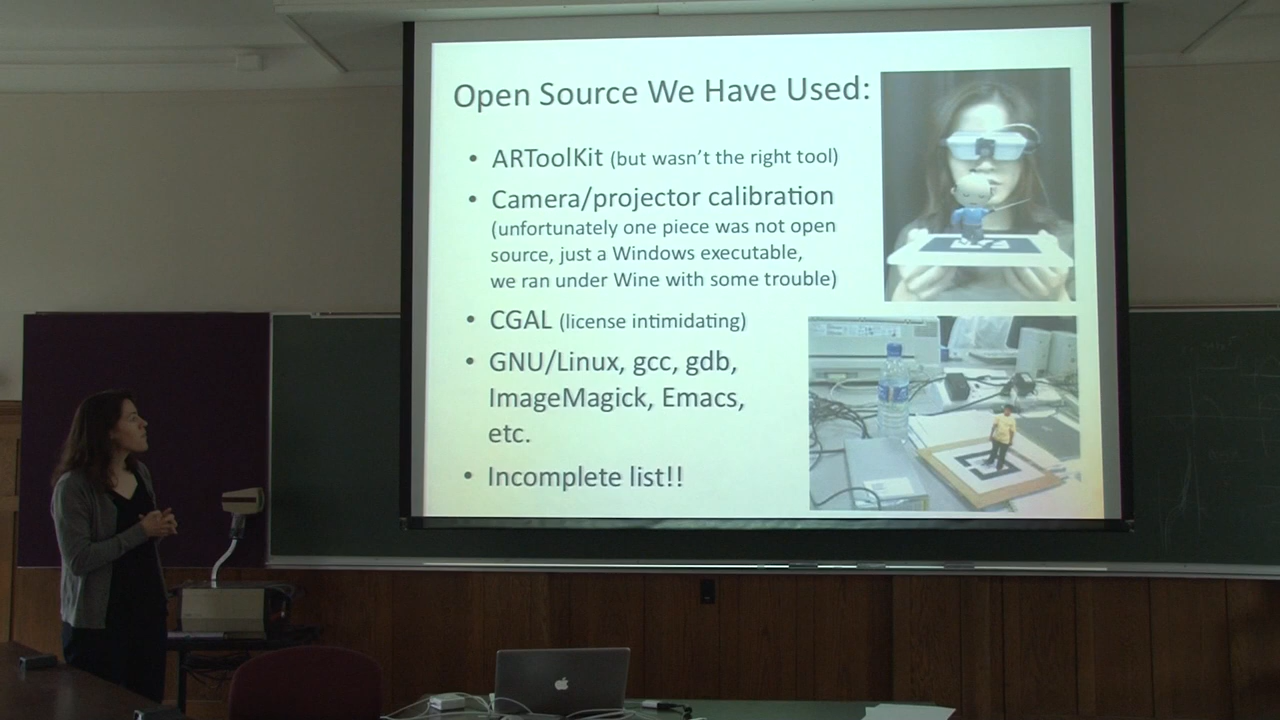 Open Source We Have Used:
• ARToolKit (but wasn't the right tool)
• Camera/projector calibration
(unfortunately one piece was not open
source, just a Windows executable,
we ran under Wine with some trouble)
• CGAL (license intimidating)
• GNU/Linux, gcc, gdb,
ImageMagick, Emacs,
etc.
• Incomplete list!!